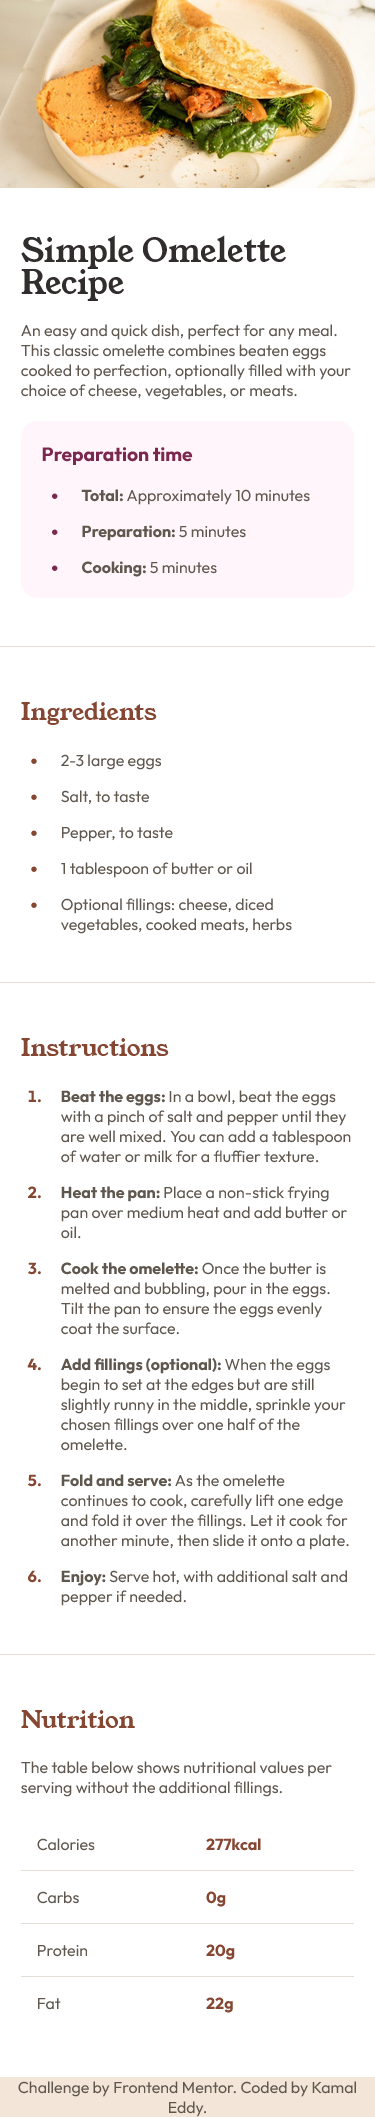 Simple Omelette
Recipe
An easy and quick dish, perfect for any meal.
This classic omelette combines beaten eggs
cooked to perfection, optionally filled with your
choice of cheese, vegetables, or meats.
Preparation time
• Total: Approximately 10 minutes
• Preparation: 5 minutes
• Cooking: 5 minutes
Ingredients
• 2-3 large eggs
• Salt, to taste
• Pepper, to taste
• 1 tablespoon of butter or oil
• Optional fillings: cheese, diced
vegetables, cooked meats, herbs
Instructions
1. Beat the eggs: In a bowl, beat the eggs
with a pinch of salt and pepper until they
are well mixed. You can add a tablespoon
of water or milk for a fluffier texture.
2. Heat the pan: Place a non-stick frying
pan over medium heat and add butter or
oil.
3. Cook the omelette: Once the butter is
melted and bubbling, pour in the eggs.
Tilt the pan to ensure the eggs evenly
coat the surface.
4. Add fillings (optional): When the eggs
begin to set at the edges but are still
slightly runny in the middle, sprinkle your
chosen fillings over one half of the
omelette.
5. Fold and serve: As the omelette
continues to cook, carefully lift one edge
and fold it over the fillings. Let it cook for
another minute, then slide it onto a plate.
6. Enjoy: Serve hot, with additional salt and
pepper if needed.
Nutrition
The table below shows nutritional values per
serving without the additional fillings.
Calories 277kcal
Carbs 0g
Protein 20g
Fat 22g
Challenge by Frontend Mentor. Coded by Kamal
Eddy.